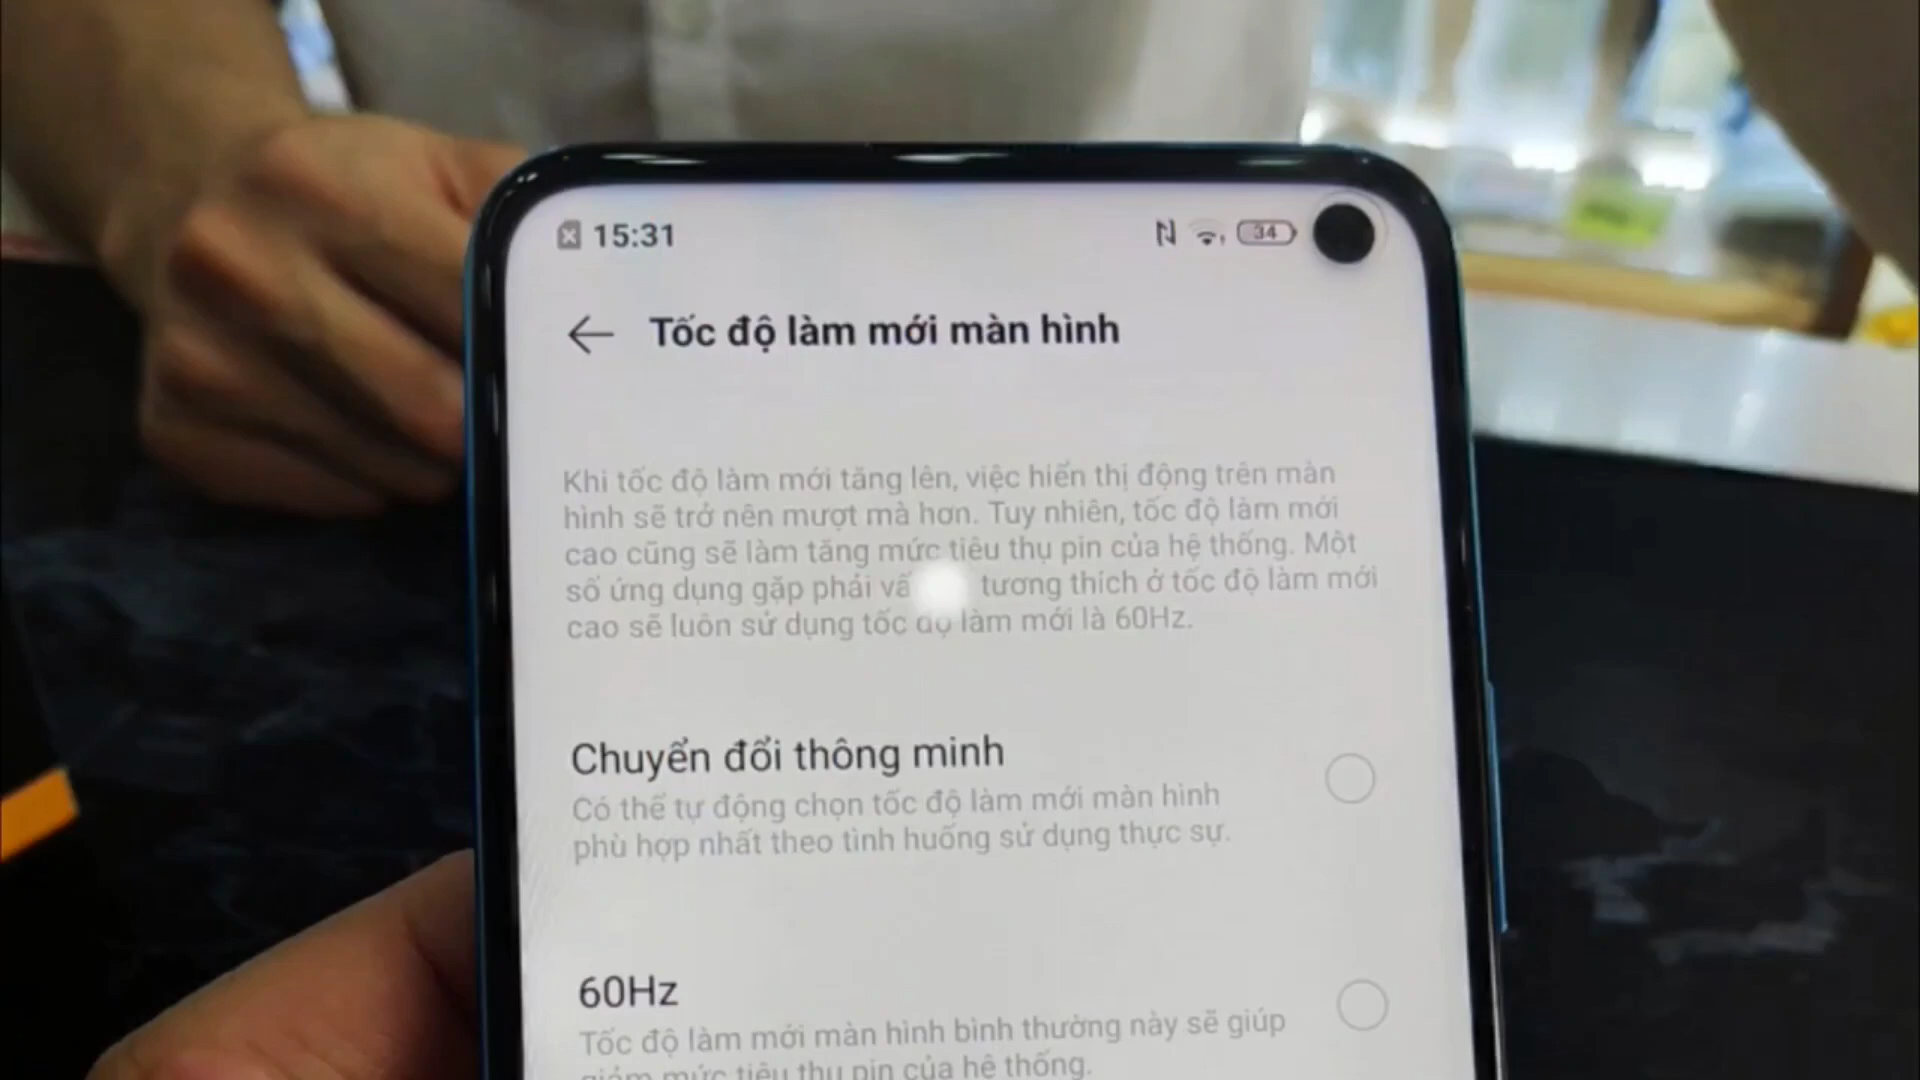 15:31
34
Tốc độ làm mới màn hình
Khi tốc độ làm mới tăng lên, việc hiển thị động trên màn
hình sẽ trở nên mượt mà hơn. Tuy nhiên, tốc độ làm mới
cao cũng sẽ làm tăng mức tiêu thụ pin của hệ thống. Một
số ứng dụng gặp phải tương thích ở tốc độ làm mới
cao sẽ luôn sử dụng tốc độ làm mới là 60Hz.
Chuyển đổi thông minh
Có thể tự động chọn tốc độ làm mới màn hình
phù hợp nhất theo tình huống sử dụng thực sự.
60Hz
Tốc độ làm mới màn hình bình thường này sẽ giúp
giảm mức tiêu thụ pin của hệ thống.